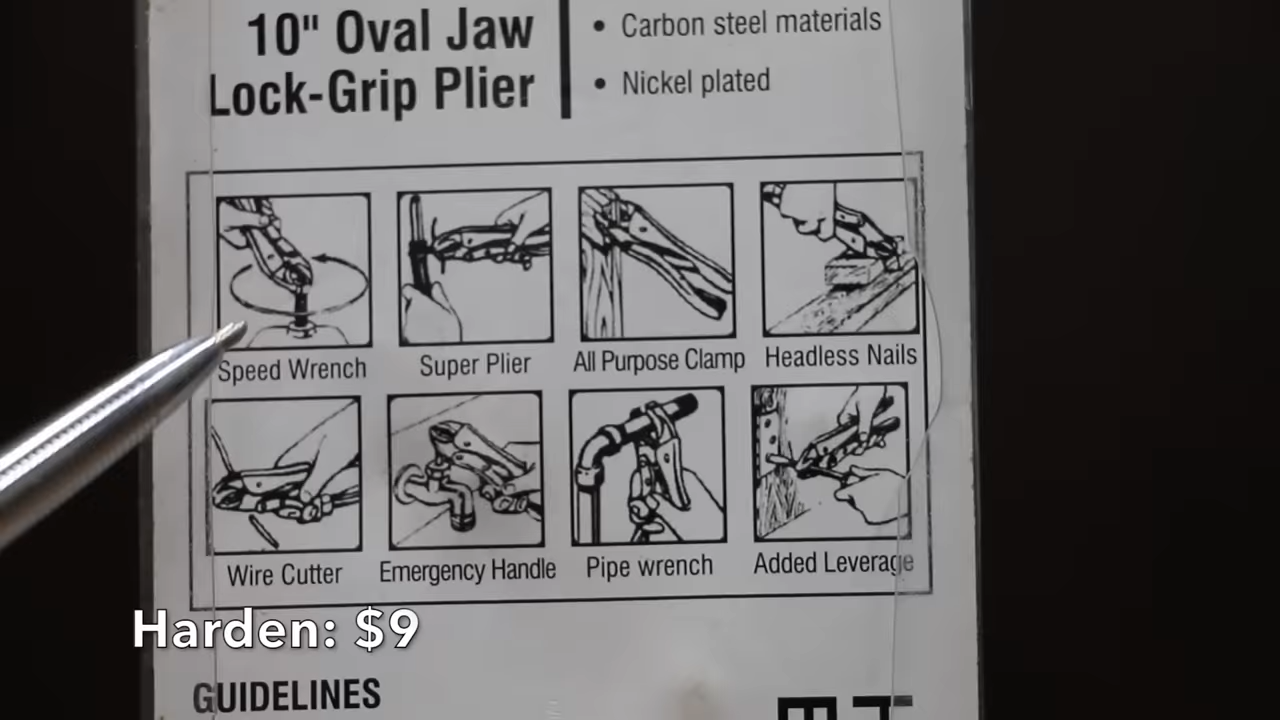 10" Oval Jaw
Lock-Grip Plier
• Carbon steel materials
• Nickel plated
Speed Wrench
Super Plier
All Purpose Clamp
Headless Nails
Wire Cutter
Emergency Handle
Pipe wrench
Added Leverage
Harden: $9
GUIDELINES